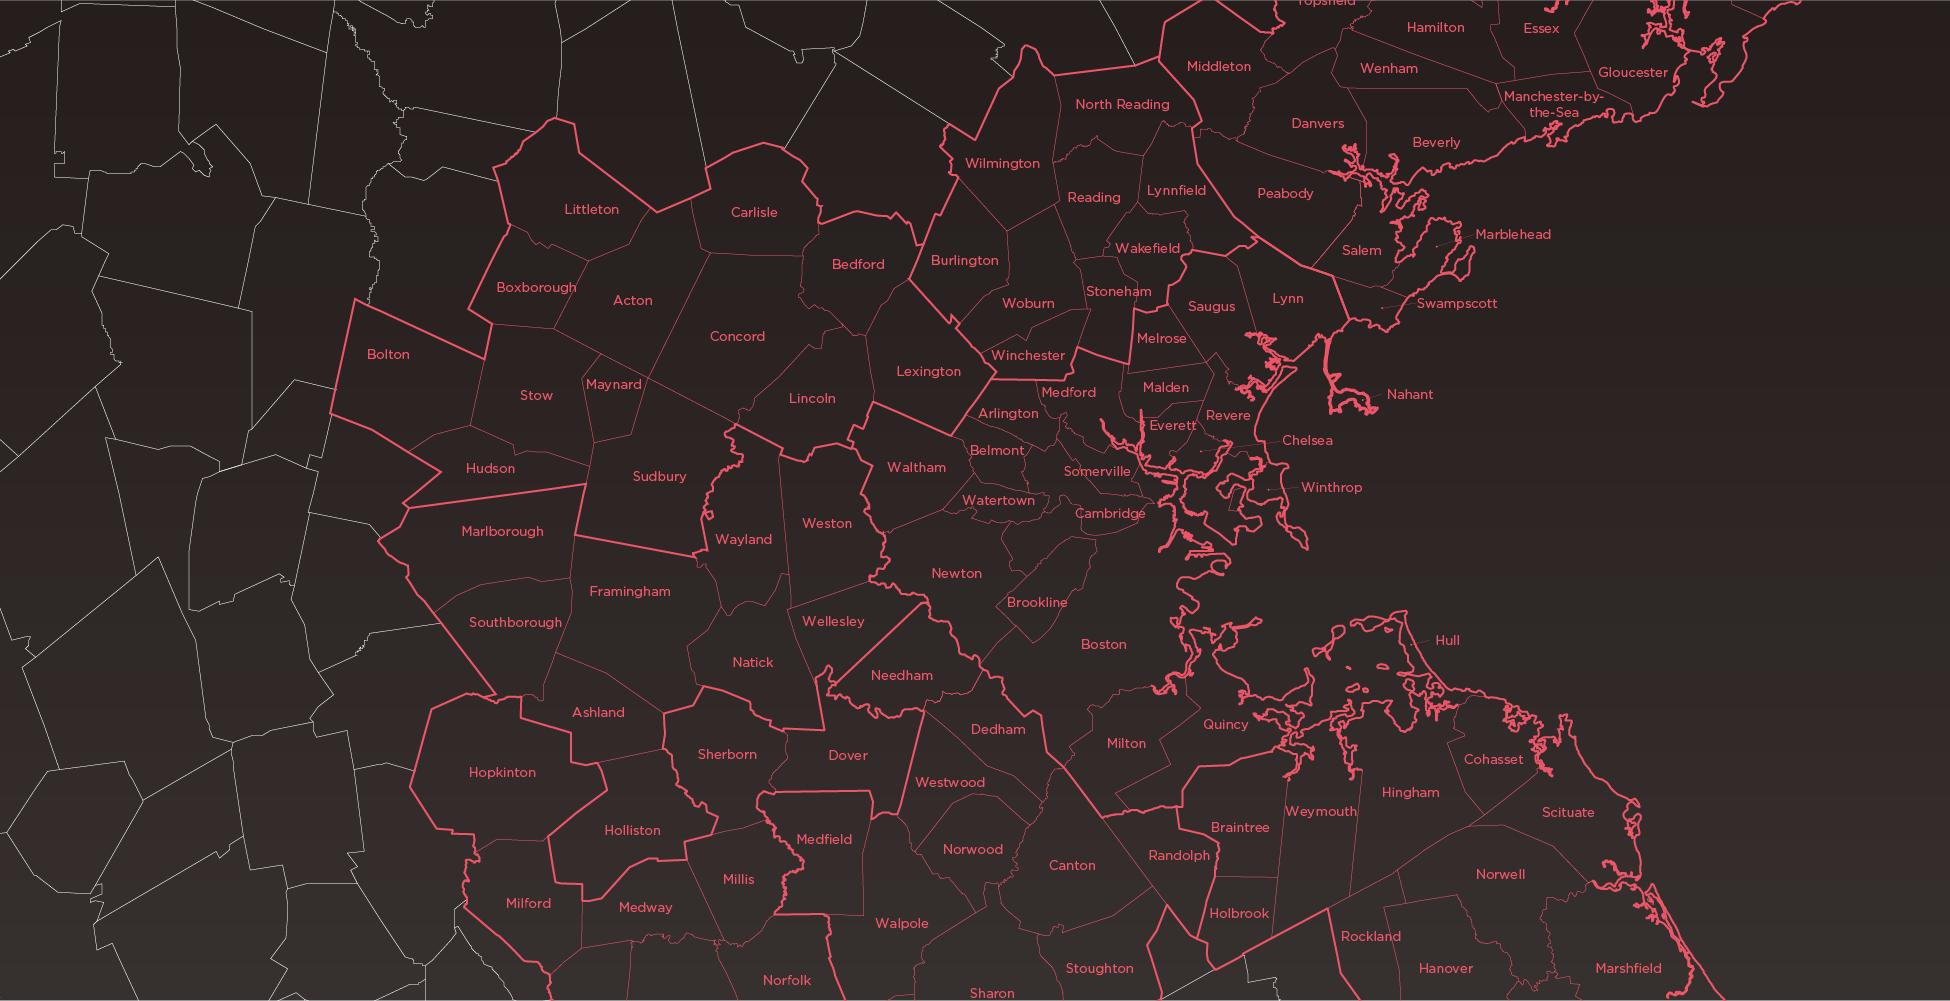 Topsfield
Hamilton
Essex
Middleton
Wenham
Gloucester
North Reading
Manchester-by-
the-Sea
Danvers
Beverly
Wilmington
Reading
Lynnfield
Peabody
Littleton
Carlisle
Wakefield
Marblehead
Salem
Bedford
Burlington
Boxborough
Acton
Stoneham
Woburn
Saugus
Lynn
Swampscott
Concord
Melrose
Bolton
Winchester
Lexington
Maynard
Stow
Malden
Medford
Nahant
Lincoln
Arlington
Revere
Everett
Chelsea
Belmont
Hudson
Sudbury
Waltham
Somerville
Winthrop
Watertown
Cambridge
Weston
Marlborough
Wayland
Newton
Framingham
Brookline
Southborough
Wellesley
Boston
Hull
Natick
Needham
Ashland
Quincy
Dedham
Milton
Sherborn
Dover
Cohasset
Hopkinton
Westwood
Hingham
Weymouth
Scituate
Holliston
Medfield
Braintree
Norwood
Randolph
Canton
Norwell
Millis
Milford
Medway
Holbrook
Walpole
Rockland
Stoughton
Hanover
Marshfield
Norfolk
Sharon